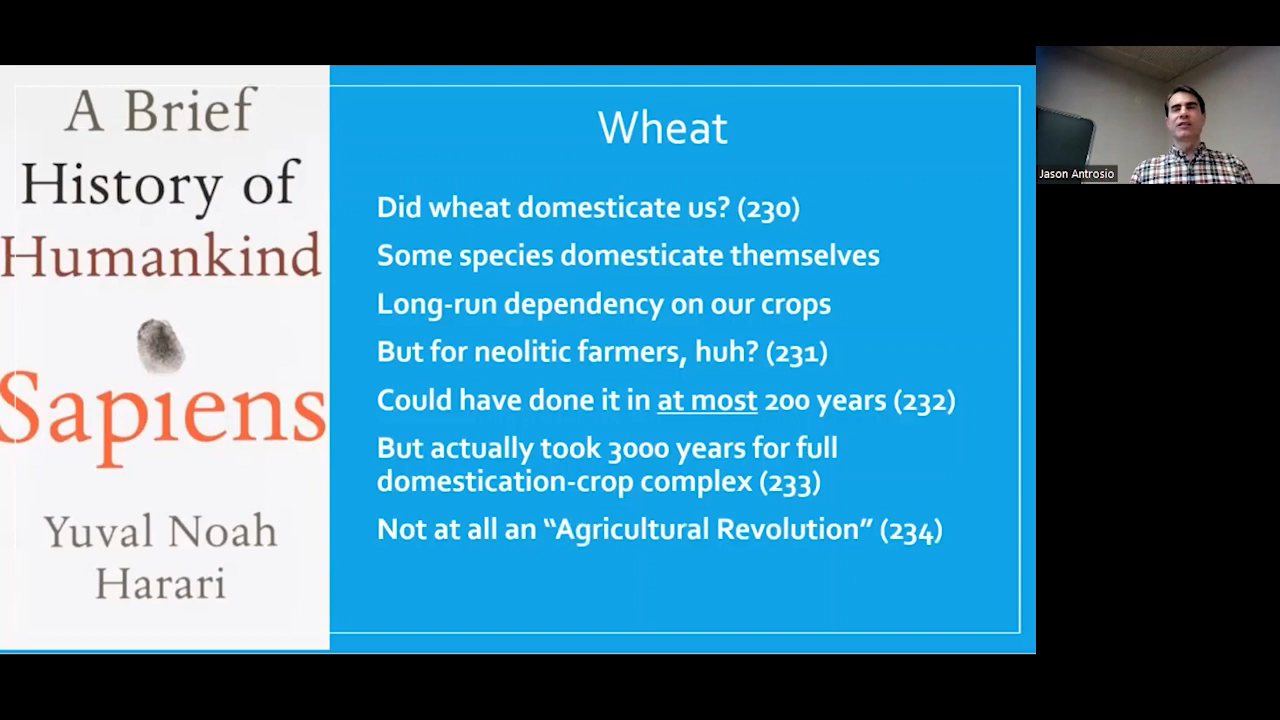 A Brief
History of
Humankind
Sapiens
Yuval Noah
Harari
Wheat
Did wheat domesticate us? (230)
Some species domesticate themselves
Long-run dependency on our crops
But for neolitic farmers, huh? (231)
Could have done it in at most 200 years (232)
But actually took 3000 years for full
domestication-crop complex (233)
Not at all an “Agricultural Revolution” (234)
Jason Antrosio